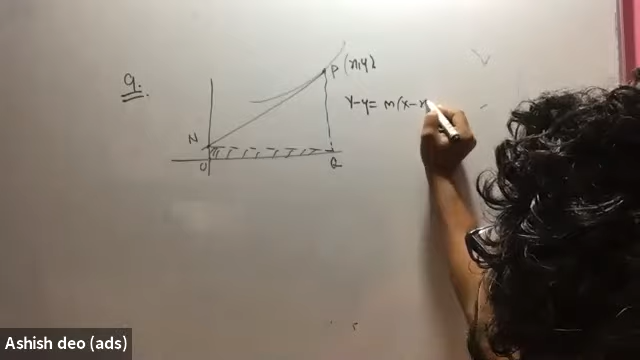 9.
P (x,y)
Y-y= m(x-x
N
O
Q
Ashish deo (ads)